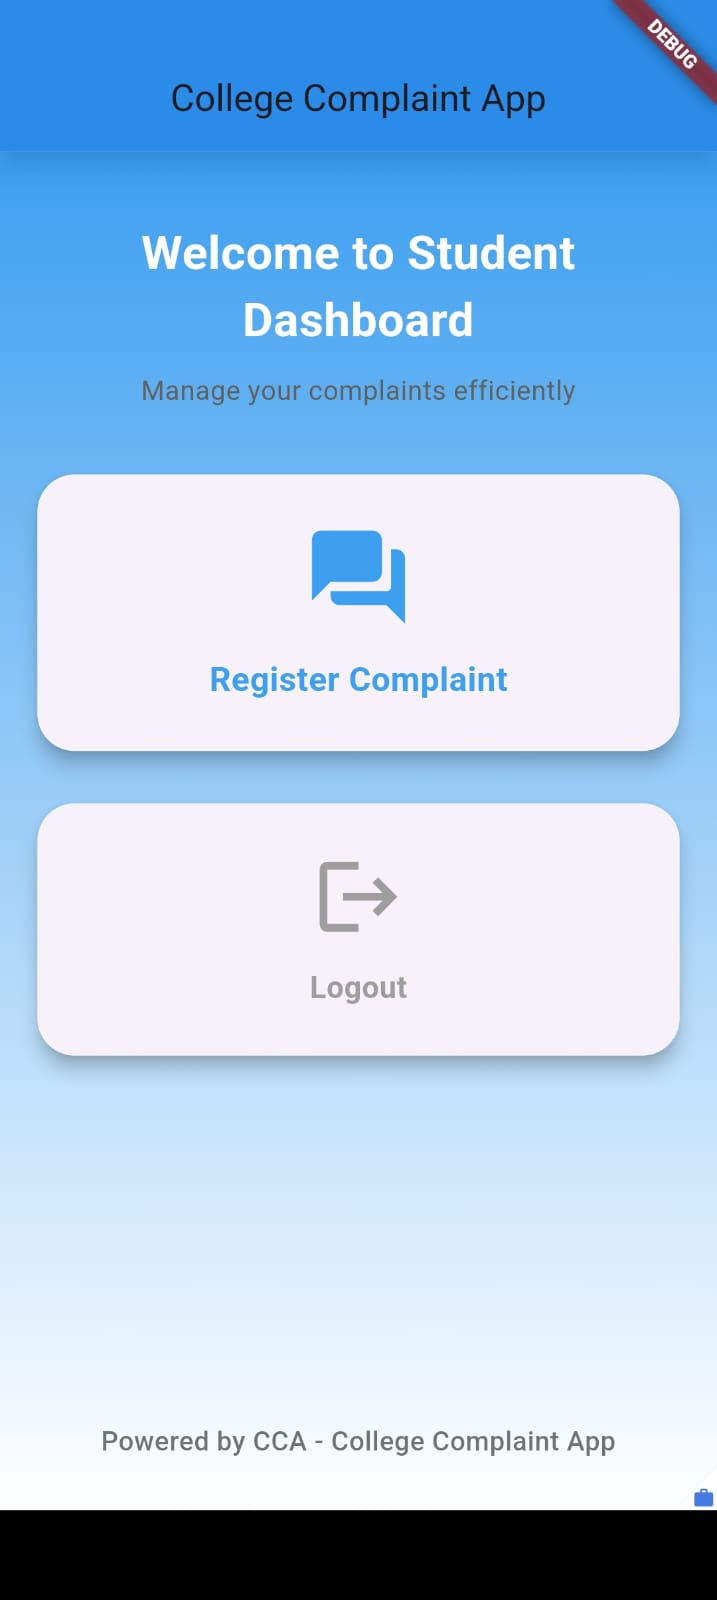 DEBUG
College Complaint App
Welcome to Student
Dashboard
Manage your complaints efficiently
Register Complaint
Logout
Powered by CCA - College Complaint App